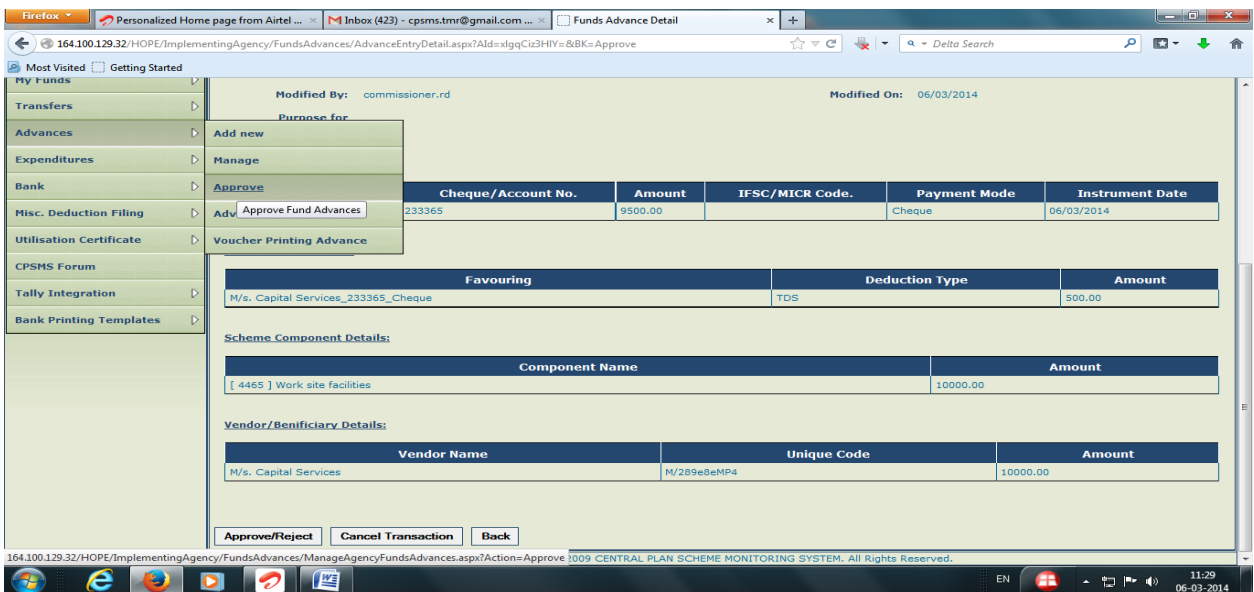 Firefox
Personalized Home page from Airtel ... ×
Inbox (423) - cpsms.tmr@gmail.com ... ×
Funds Advance Detail ×
164.100.129.32/HOPE/ImplementingAgency/FundsAdvances/AdvanceEntryDetail.aspx?AId=xIgqCiz3HIY=&BK=Approve
Delta Search
Most Visited Getting Started
My Funds
Transfers
Advances
Expenditures
Bank
Misc. Deduction Filing
Utilisation Certificate
CPSMS Forum
Tally Integration
Bank Printing Templates
Add new
Manage
Approve
Adv
Approve Fund Advances
Voucher Printing Advance
Modified By: commissioner.rd Modified On: 06/03/2014
Purpose for
Cheque/Account No. Amount IFSC/MICR Code. Payment Mode Instrument Date
233365 9500.00 Cheque 06/03/2014
Favouring Deduction Type Amount
M/s. Capital Services_233365_Cheque TDS 500.00
Scheme Component Details:
Component Name Amount
[ 4465 ] Work site facilities 10000.00
Vendor/Benificiary Details:
Vendor Name Unique Code Amount
M/s. Capital Services M/289e8eMP4 10000.00
Approve/Reject Cancel Transaction Back
164.100.129.32/HOPE/ImplementingAgency/FundsAdvances/ManageAgencyFundsAdvances.aspx?Action=Approve
2009 CENTRAL PLAN SCHEME MONITORING SYSTEM. All Rights Reserved.
EN
11:29
06-03-2014